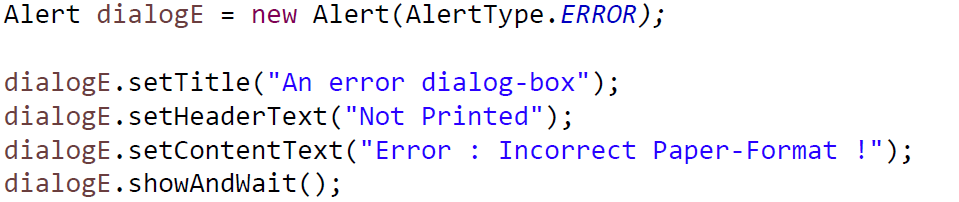 Alert dialogE = new Alert(AlertType.ERROR);
dialogE.setTitle("An error dialog-box");
dialogE.setHeaderText("Not Printed");
dialogE.setContentText("Error : Incorrect Paper-Format !");
dialogE.showAndWait();